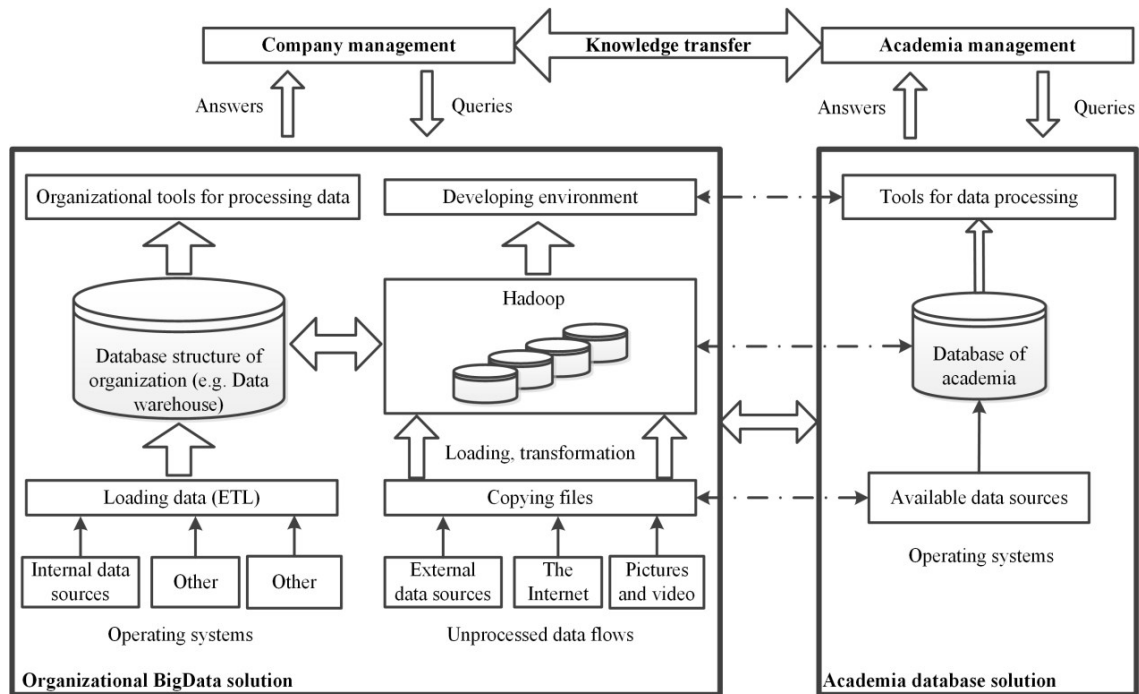 Company management
Knowledge transfer
Academia management
Answers
Queries
Answers
Queries
Organizational tools for processing data
Developing environment
Tools for data processing
Hadoop
Database structure of
organization (e.g. Data
warehouse)
Database of
academia
Loading, transformation
Loading data (ETL)
Copying files
Available data sources
Internal data
sources
Other
Other
External
data sources
The
Internet
Pictures
and video
Operating systems
Operating systems
Unprocessed data flows
Organizational BigData solution
Academia database solution